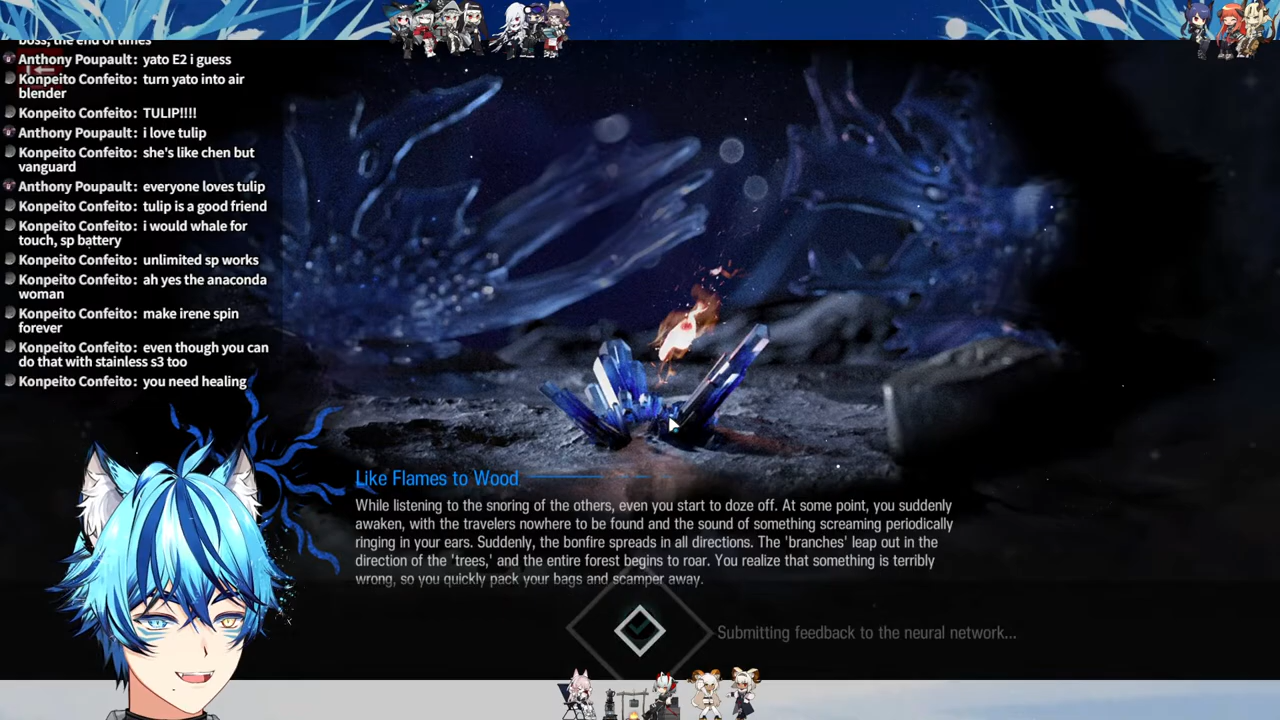 boss, the end of times
Anthony Poupault: yato E2 i guess
Konpeito Confeito: turn yato into air
blender
Konpeito Confeito: TULIP!!!!
Anthony Poupault: i love tulip
Konpeito Confeito: she's like chen but
vanguard
Anthony Poupault: everyone loves tulip
Konpeito Confeito: tulip is a good friend
Konpeito Confeito: i would whale for
touch, sp battery
Konpeito Confeito: unlimited sp works
Konpeito Confeito: ah yes the anaconda
woman
Konpeito Confeito: make irene spin
forever
Konpeito Confeito: even though you can
do that with stainless s3 too
Konpeito Confeito: you need healing
Like Flames to Wood
While listening to the snoring of the others, even you start to doze off. At some point, you suddenly
awaken, with the travelers nowhere to be found and the sound of something screaming periodically
ringing in your ears. Suddenly, the bonfire spreads in all directions. The 'branches' leap out in the
direction of the 'trees,' and the entire forest begins to roar. You realize that something is terribly
wrong, so you quickly pack your bags and scamper away.
Submitting feedback to the neural network...